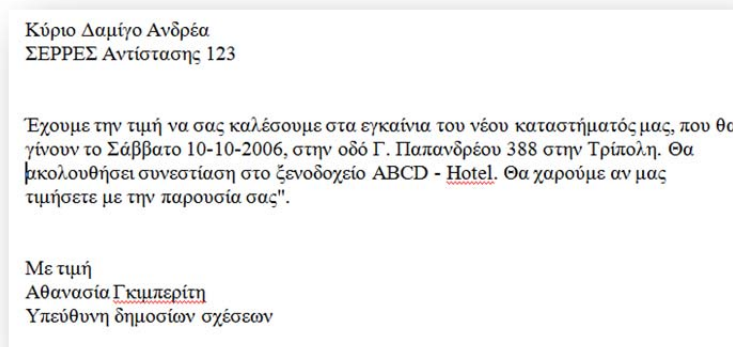 Κύριο Δαμίγο Ανδρέα
ΣΕΡΡΕΣ Αντίστασης 123
Έχουμε την τιμή να σας καλέσουμε στα εγκαίνια του νέου καταστήματός μας, που θα
γίνουν το Σάββατο 10-10-2006, στην οδό Γ. Παπανδρέου 388 στην Τρίπολη. Θα
ακολουθήσει συνεστίαση στο ξενοδοχείο ABCD - Hotel. Θα χαρούμε αν μας
τιμήσετε με την παρουσία σας".
Με τιμή
Αθανασία Γκιμπερίτη
Υπεύθυνη δημοσίων σχέσεων